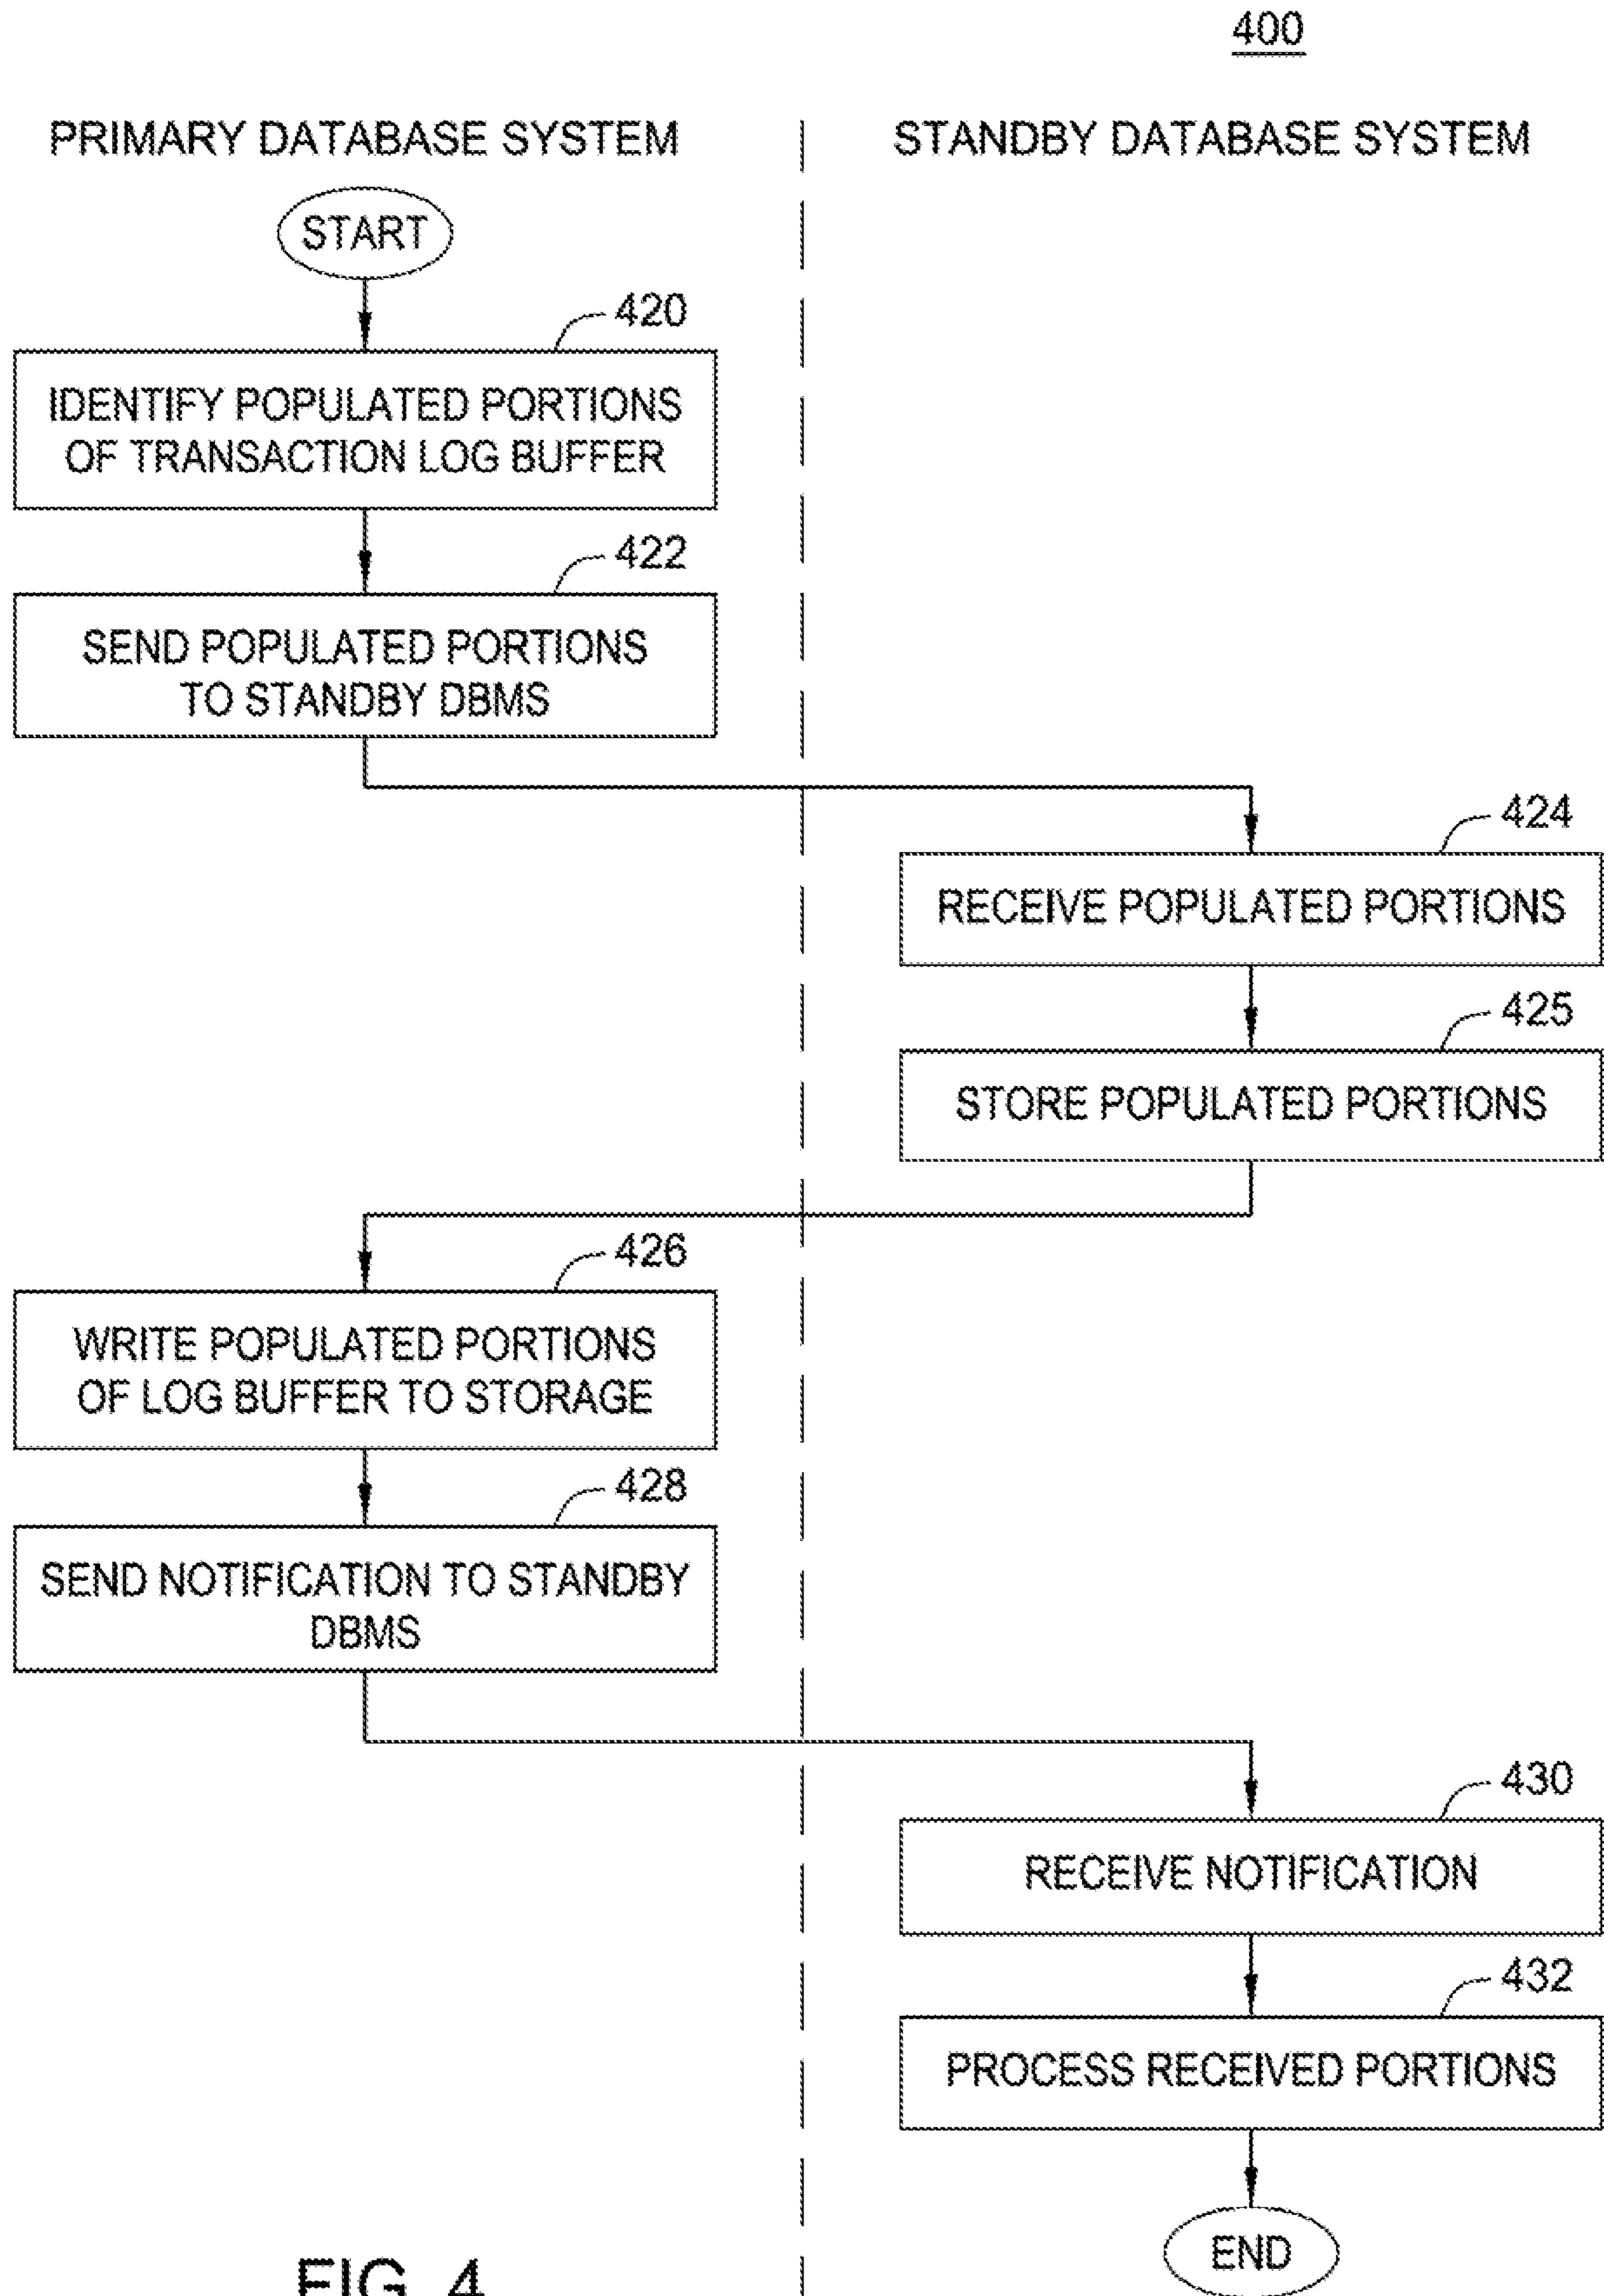 400
PRIMARY DATABASE SYSTEM
STANDBY DATABASE SYSTEM
START
420
IDENTIFY POPULATED PORTIONS
OF TRANSACTION LOG BUFFER
422
SEND POPULATED PORTIONS
TO STANDBY DBMS
424
RECEIVE POPULATED PORTIONS
425
STORE POPULATED PORTIONS
426
WRITE POPULATED PORTIONS
OF LOG BUFFER TO STORAGE
428
SEND NOTIFICATION TO STANDBY
DBMS
430
RECEIVE NOTIFICATION
432
PROCESS RECEIVED PORTIONS
END
FIG. 4